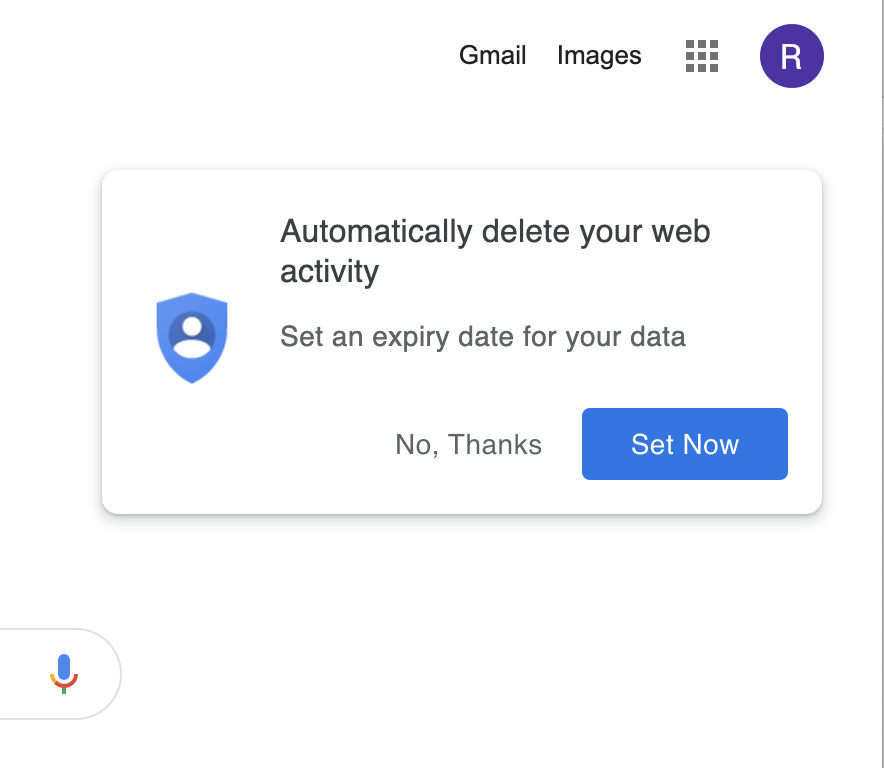 Gmail Images
R
Automatically delete your web
activity
Set an expiry date for your data
No, Thanks Set Now